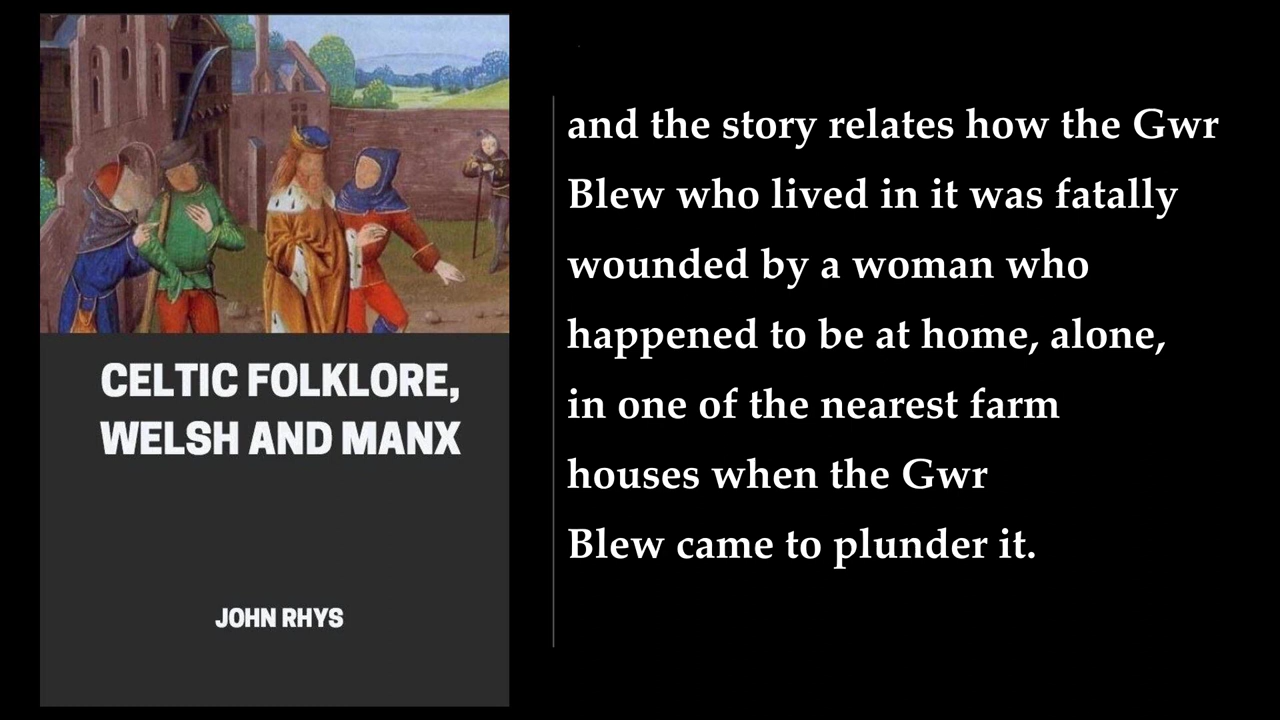 CELTIC FOLKLORE,
WELSH AND MANX
JOHN RHYS
and the story relates how the Gwr
Blew who lived in it was fatally
wounded by a woman who
happened to be at home, alone,
in one of the nearest farm
houses when the Gwr
Blew came to plunder it.